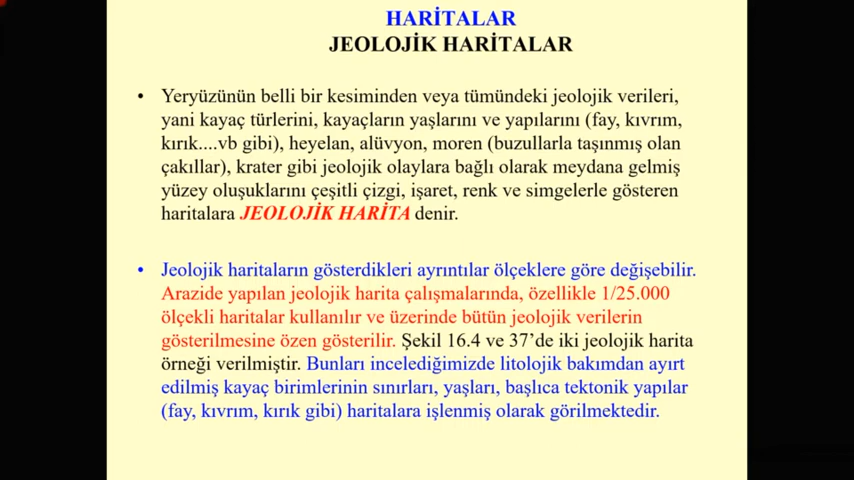 HARİTALAR
JEOLOJİK HARİTALAR
• Yeryüzünün belli bir kesiminden veya tümündeki jeolojik verileri,
yani kayaç türlerini, kayaçların yaşlarını ve yapılarını (fay, kıvrım,
kırık....vb gibi), heyelan, alüvyon, moren (buzullarla taşınmış olan
çakıllar), krater gibi jeolojik olaylara bağlı olarak meydana gelmiş
yüzey oluşuklarını çeşitli çizgi, işaret, renk ve simgelerle gösteren
haritalara JEOLOJİK HARİTA denir.
• Jeolojik haritaların gösterdikleri ayrıntılar ölçeklere göre değişebilir.
Arazide yapılan jeolojik harita çalışmalarında, özellikle 1/25.000
ölçekli haritalar kullanılır ve üzerinde bütün jeolojik verilerin
gösterilmesine özen gösterilir. Şekil 16.4 ve 37’de iki jeolojik harita
örneği verilmiştir. Bunları incelediğimizde litolojik bakımdan ayırt
edilmiş kayaç birimlerinin sınırları, yaşları, başlıca tektonik yapılar
(fay, kıvrım, kırık gibi) haritalara işlenmiş olarak görilmektedir.